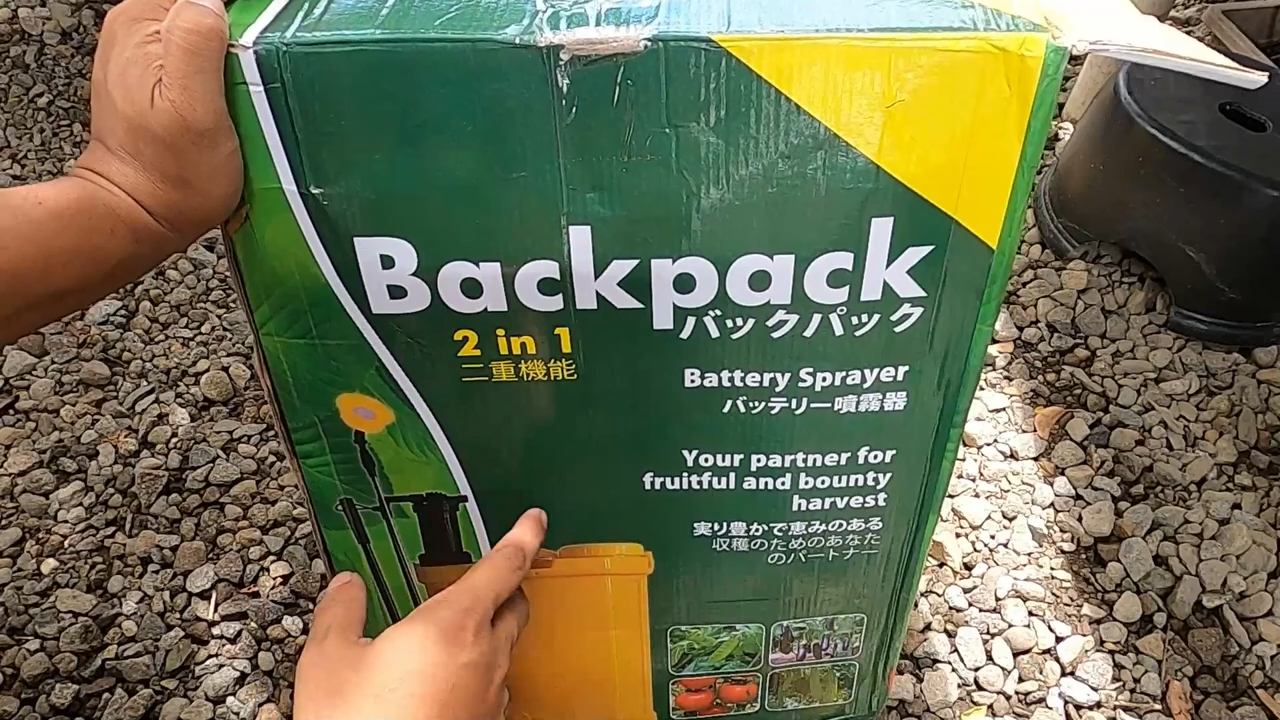 Backpack
バックパック
2 in 1
二重機能
Battery Sprayer
バッテリー噴霧器
Your partner for
fruitful and bounty
harvest
実り豊かで恵みのある
収穫のためのあなた
のパートナー